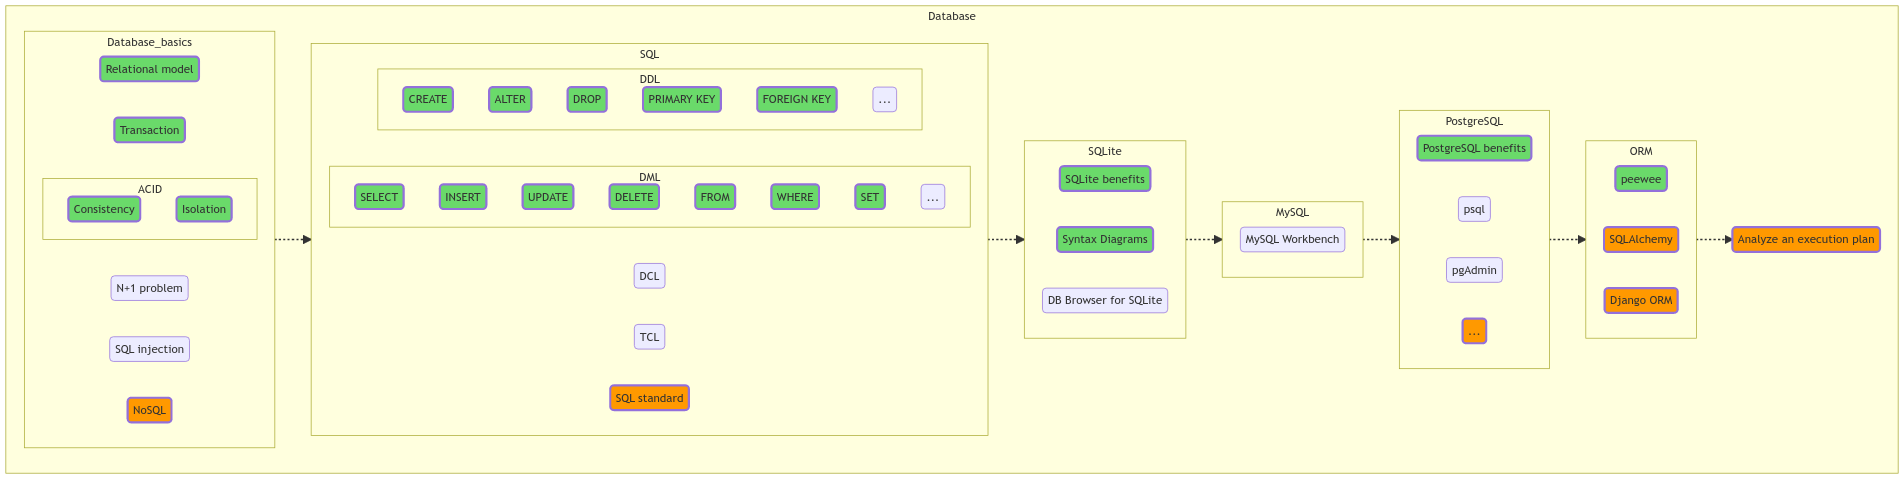 Database
Database_basics
Relational model
Transaction
ACID
Consistency
Isolation
N+1 problem
SQL injection
NoSQL
SQL
DDL
CREATE
ALTER
DROP
PRIMARY KEY
FOREIGN KEY
...
DML
SELECT
INSERT
UPDATE
DELETE
FROM
WHERE
SET
...
DCL
TCL
SQL standard
SQLite
SQLite benefits
Syntax Diagrams
DB Browser for SQLite
MySQL
MySQL Workbench
PostgreSQL
PostgreSQL benefits
psql
pgAdmin
...
ORM
peewee
SQLAlchemy
Django ORM
Analyze an execution plan